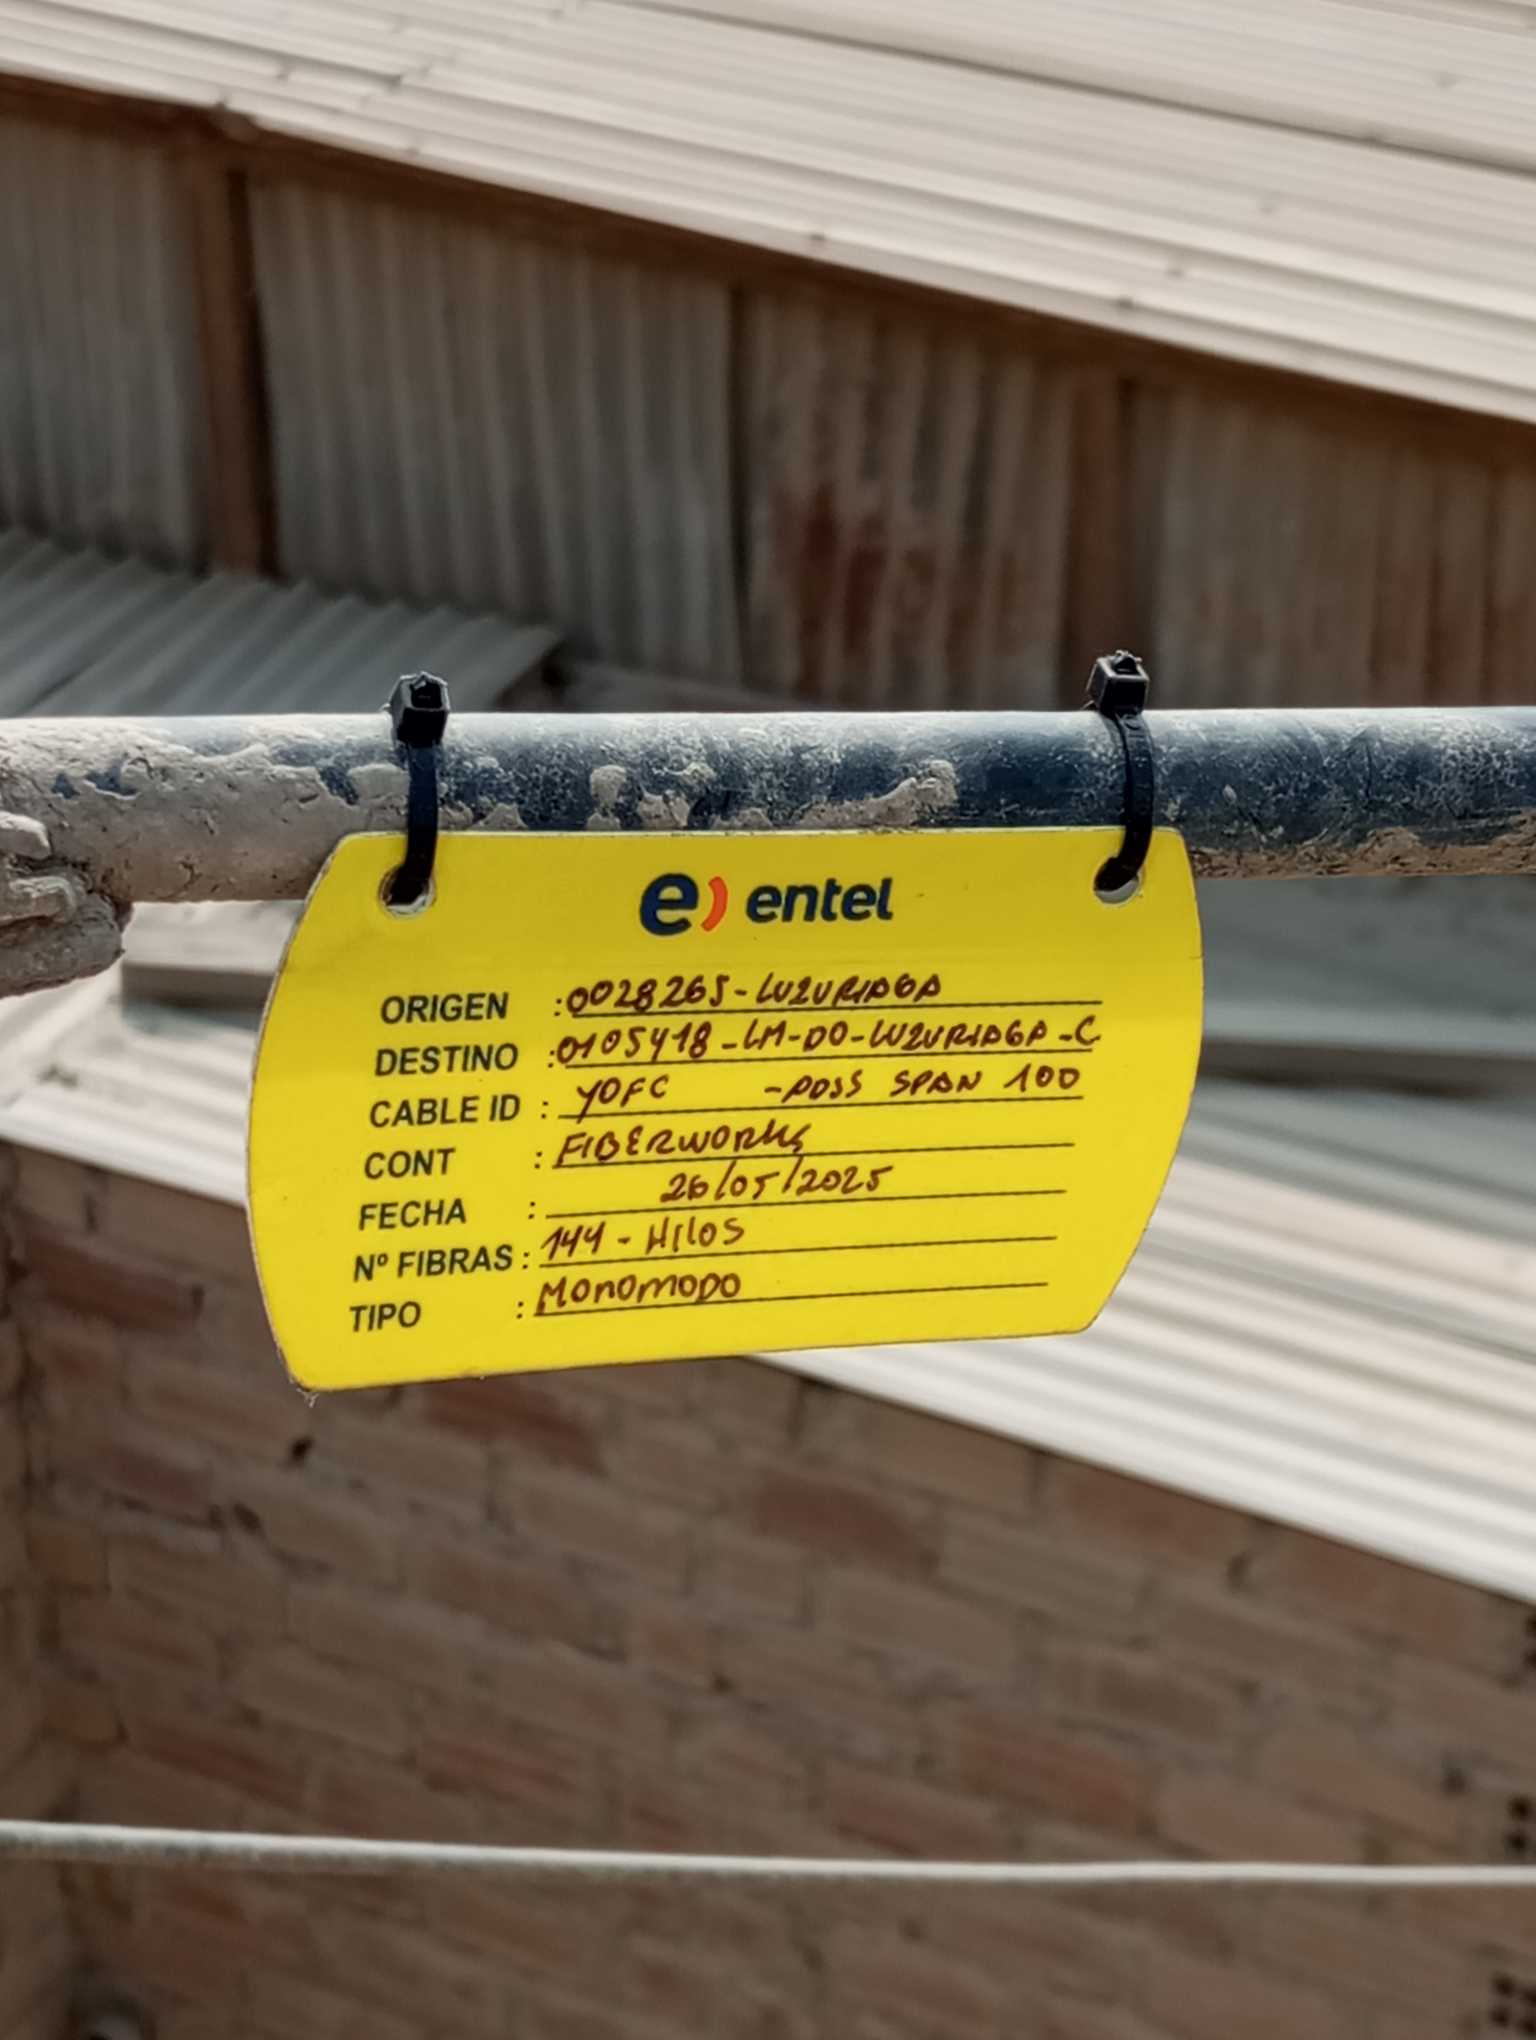 e) entel
ORIGEN : 0028265-LUZURIAGA
DESTINO : 0105418-LM-DO-LUZURIAGA-C
CABLE ID : YOFC -ADSS SPAN 100
CONT : FIBERWORKS
FECHA : 26/05/2025
Nº FIBRAS : 144 - HILOS
TIPO : MONOMODO